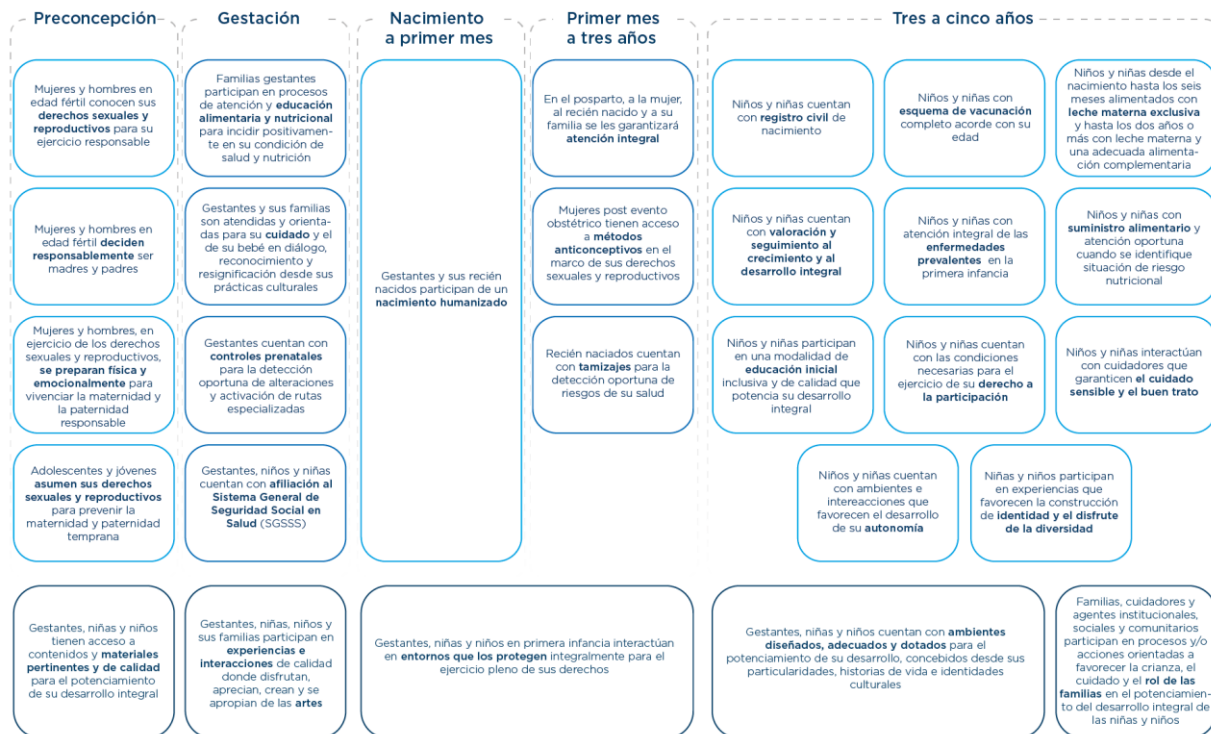 Preconcepción
Mujeres y hombres en
edad fértil conocen sus
derechos sexuales y
reproductivos para su
ejercicio responsable
Mujeres y hombres en
edad fértil deciden
responsablemente ser
madres y padres
Mujeres y hombres, en
ejercicio de los derechos
sexuales y reproductivos,
se preparan física y
emocionalmente para
vivenciar la maternidad y
la paternidad
responsable
Adolescentes y jóvenes
asumen sus derechos
sexuales y reproductivos
para prevenir la
maternidad y paternidad
temprana
Gestación
Familias gestantes
participan en procesos
de atención y educación
alimentaria y nutricional
para incidir positivamen-
te en su condición de
salud y nutrición
Gestantes y sus familias
son atendidas y orienta-
das para su cuidado y el
de su bebé en diálogo,
reconocimiento y
resignificación desde sus
prácticas culturales
Gestantes cuentan con
controles prenatales
para la detección
oportuna de alteraciones
y activación de rutas
especializadas
Gestantes, niños y niñas
cuentan con afiliación al
Sistema General de
Seguridad Social en
Salud (SGSSS)
Nacimiento
a primer mes
Gestantes y sus recién
nacidos participan de un
nacimiento humanizado
Primer mes
a tres años
En el posparto, a la mujer,
al recién nacido y a su
familia se les garantizará
atención integral
Mujeres post evento
obstétrico tienen acceso
a métodos
anticonceptivos en el
marco de sus derechos
sexuales y reproductivos
Recién naciados cuentan
con tamizajes para la
detección oportuna de
riesgos de su salud
Tres a cinco años
Niños y niñas cuentan
con registro civil de
nacimiento
Niños y niñas con
esquema de vacunación
completo acorde con su
edad
Niños y niñas desde el
nacimiento hasta los seis
meses alimentados con
leche materna exclusiva
y hasta los dos años o
más con leche materna y
una adecuada alimenta-
ción complementaria
Niños y niñas cuentan
con valoración y
seguimiento al
crecimiento y al
desarrollo integral
Niños y niñas con
atención integral de las
enfermedades
prevalentes en la
primera infancia
Niños y niñas con
suministro alimentario y
atención oportuna
cuando se identifique
situación de riesgo
nutricional
Niños y niñas participan
en una modalidad de
educación inicial
inclusiva y de calidad que
potencia su desarrollo
integral
Niños y niñas cuentan
con las condiciones
necesarias para el
ejercicio de su derecho a
la participación
Niños y niñas interactúan
con cuidadores que
garanticen el cuidado
sensible y el buen trato
Niños y niñas cuentan
con ambientes e
intereacciones que
favorecen el desarrollo
de su autonomía
Niñas y niños participan
en experiencias que
favorecen la construcción
de identidad y el disfrute
de la diversidad
Gestantes, niñas y niños
tienen acceso a
contenidos y materiales
pertinentes y de calidad
para el potenciamiento
de su desarrollo integral
Gestantes, niñas, niños y
sus familias participan en
experiencias e
interacciones de calidad
donde disfrutan,
aprecian, crean y se
apropian de las artes
Gestantes, niñas y niños en primera infancia interactúan
en entornos que los protegen integralmente para el
ejercicio pleno de sus derechos
Gestantes, niñas y niños cuentan con ambientes
diseñados, adecuados y dotados para el
potenciamiento de su desarrollo, concebidos desde sus
particularidades, historias de vida e identidades
culturales
Familias, cuidadores y
agentes institucionales,
sociales y comunitarios
participan en procesos y/o
acciones orientadas a
favorecer la crianza, el
cuidado y el rol de las
familias en el potenciamien-
to del desarrollo integral de
las niñas y niños